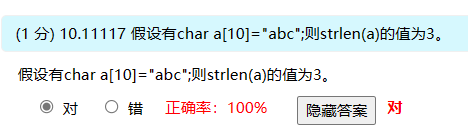 (1 分) 10.11117 假设有char a[10]="abc";则strlen(a)的值为3。
假设有char a[10]="abc";则strlen(a)的值为3。
对 错 正确率：100% 隐藏答案 对